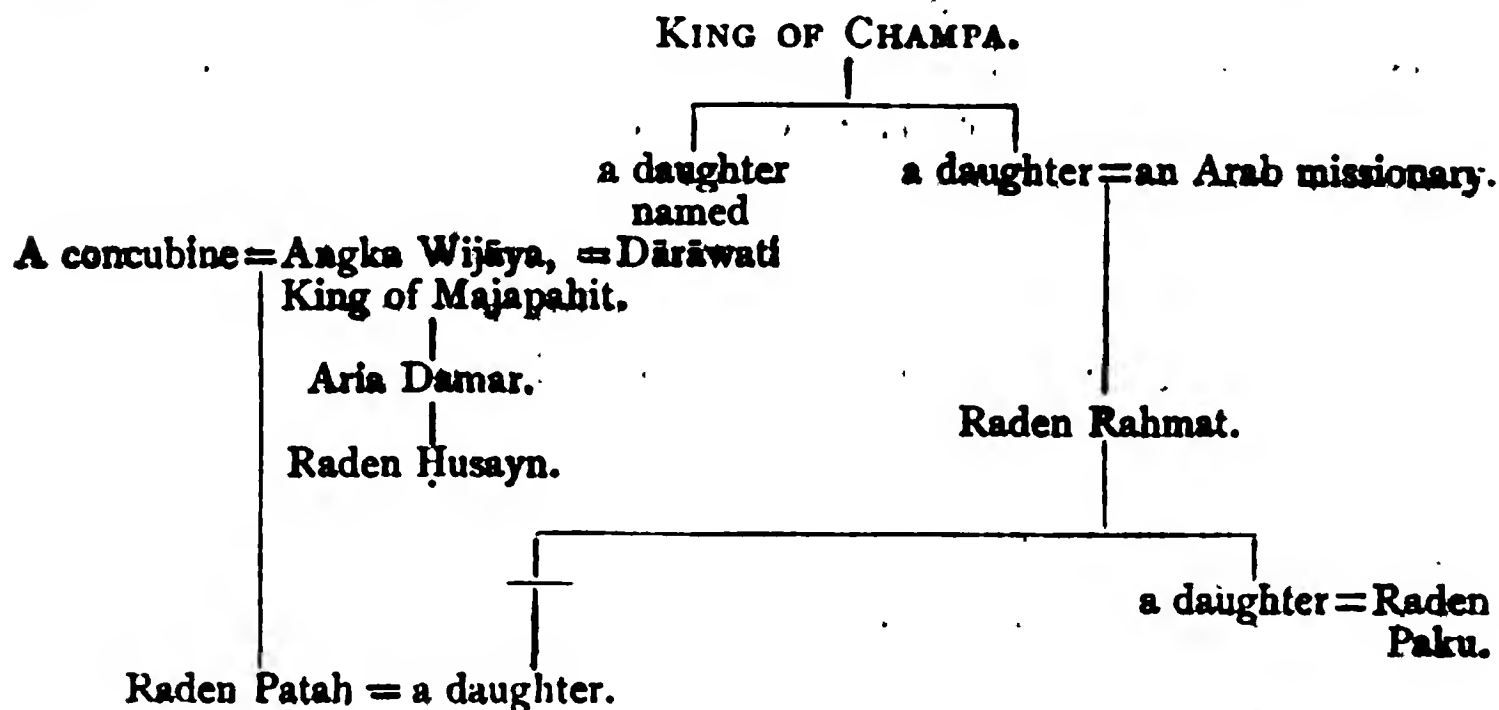 KING OF CHAMPA.
a daughter named
a daughter = an Arab missionary.
A concubine = Angka Wijāya, = Dārāwati
King of Majapahit.
Aria Damar.
Raden Rahmat.
Raden Ḥusayn.
a daughter = Raden
Paku.
Raden Patah = a daughter.